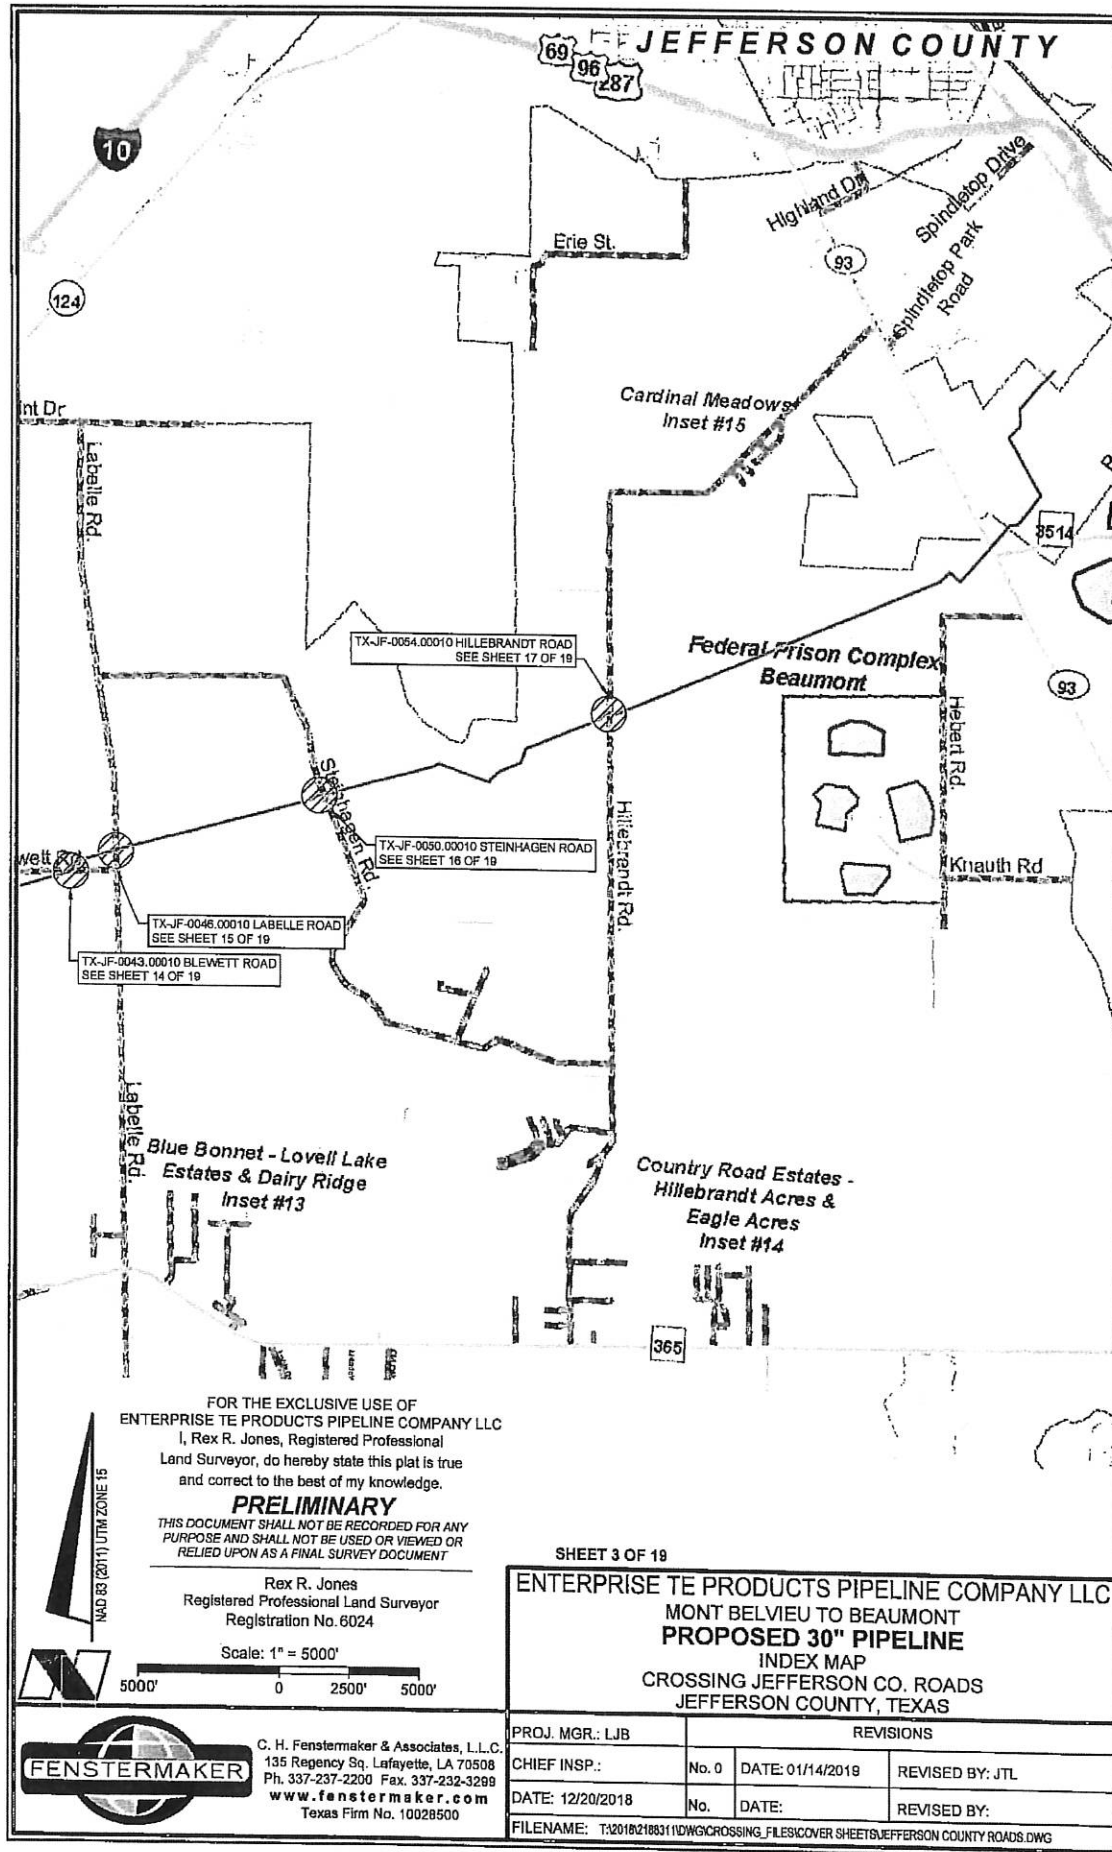 JEFFERSON COUNTY
69
96
287
10
Highland Dr
Spindletop Drive
Spindletop Park
Road
Erie St.
93
124
Cardinal Meadows
Inset #15
int Dr
Labelle Rd.
3514
TX-JF-0054.00010 HILLEBRANDT ROAD
SEE SHEET 17 OF 19
Federal Prison Complex
Beaumont
93
Hebert Rd.
Steinhagen Rd.
Hillebrandt Rd.
TX-JF-0050.00010 STEINHAGEN ROAD
SEE SHEET 16 OF 19
wett Rd
Knauth Rd
TX-JF-0046.00010 LABELLE ROAD
SEE SHEET 15 OF 19
TX-JF-0043.00010 BLEWETT ROAD
SEE SHEET 14 OF 19
Labelle Rd.
Blue Bonnet - Lovell Lake
Estates & Dairy Ridge
Inset #13
Country Road Estates -
Hillebrandt Acres &
Eagle Acres
Inset #14
365
FOR THE EXCLUSIVE USE OF
ENTERPRISE TE PRODUCTS PIPELINE COMPANY LLC
I, Rex R. Jones, Registered Professional
Land Surveyor, do hereby state this plat is true
and correct to the best of my knowledge.
PRELIMINARY
THIS DOCUMENT SHALL NOT BE RECORDED FOR ANY
PURPOSE AND SHALL NOT BE USED OR VIEWED OR
RELIED UPON AS A FINAL SURVEY DOCUMENT
Rex R. Jones
Registered Professional Land Surveyor
Registration No. 6024
NAD 83 (2011) UTM ZONE 15
Scale: 1" = 5000'
5000' 0 2500' 5000'
SHEET 3 OF 19
ENTERPRISE TE PRODUCTS PIPELINE COMPANY LLC
MONT BELVIEU TO BEAUMONT
PROPOSED 30" PIPELINE
INDEX MAP
CROSSING JEFFERSON CO. ROADS
JEFFERSON COUNTY, TEXAS
FENSTERMAKER
C. H. Fenstermaker & Associates, L.L.C.
135 Regency Sq. Lafayette, LA 70508
Ph. 337-237-2200 Fax. 337-232-3299
www.fenstermaker.com
Texas Firm No. 10028500
PROJ. MGR.: LJB REVISIONS
CHIEF INSP.: No. 0 DATE: 01/14/2019 REVISED BY: JTL
DATE: 12/20/2018 No. DATE: REVISED BY:
FILENAME: T:\2018\2188311\DWG\CROSSING_FILES\COVER SHEETS\JEFFERSON COUNTY ROADS.DWG